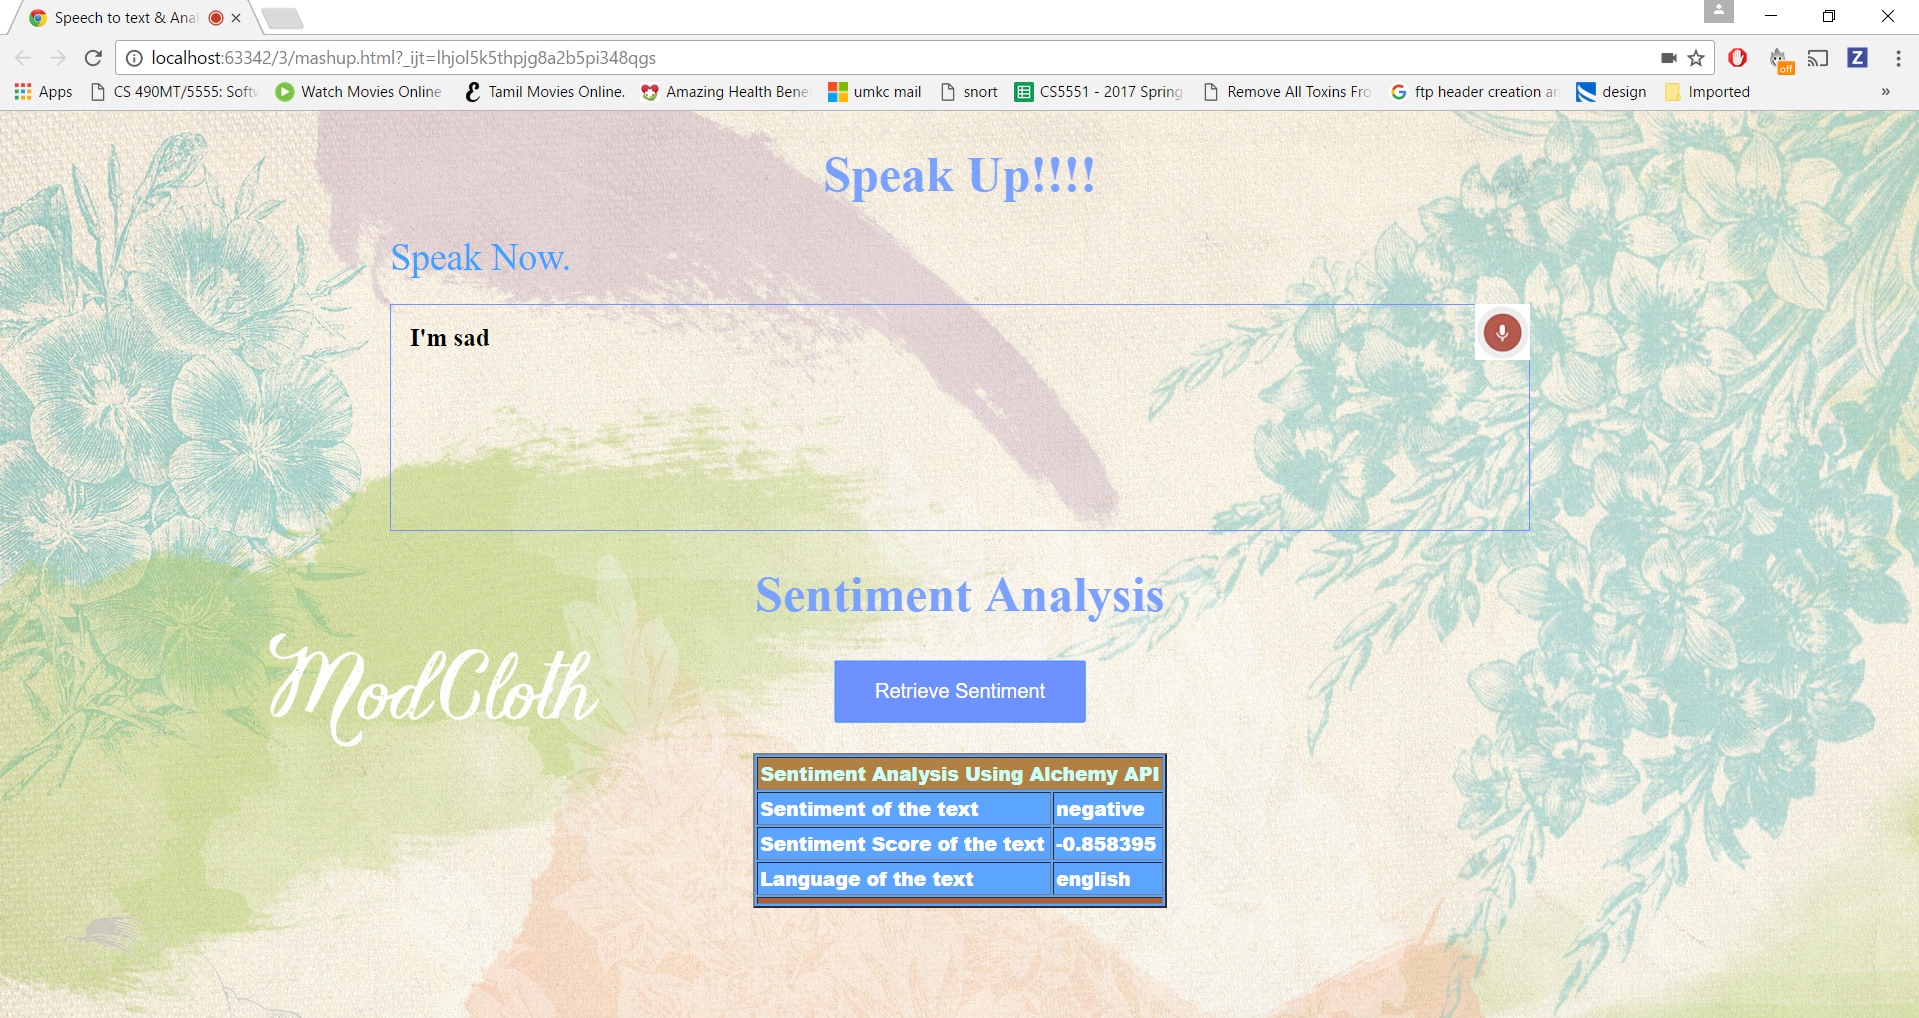 Speech to text & Anal
localhost:63342/3/mashup.html?_ijt=lhjol5k5thpjg8a2b5pi348qgs
off
Z
Apps CS 490MT/5555: Softw Watch Movies Online Tamil Movies Online. Amazing Health Bene umkc mail snort CS5551 - 2017 Spring Remove All Toxins Fro ftp header creation an design Imported »
Speak Up!!!!
Speak Now.
I'm sad
Sentiment Analysis
ModCloth
Retrieve Sentiment
Sentiment Analysis Using Alchemy API
Sentiment of the text negative
Sentiment Score of the text -0.858395
Language of the text english